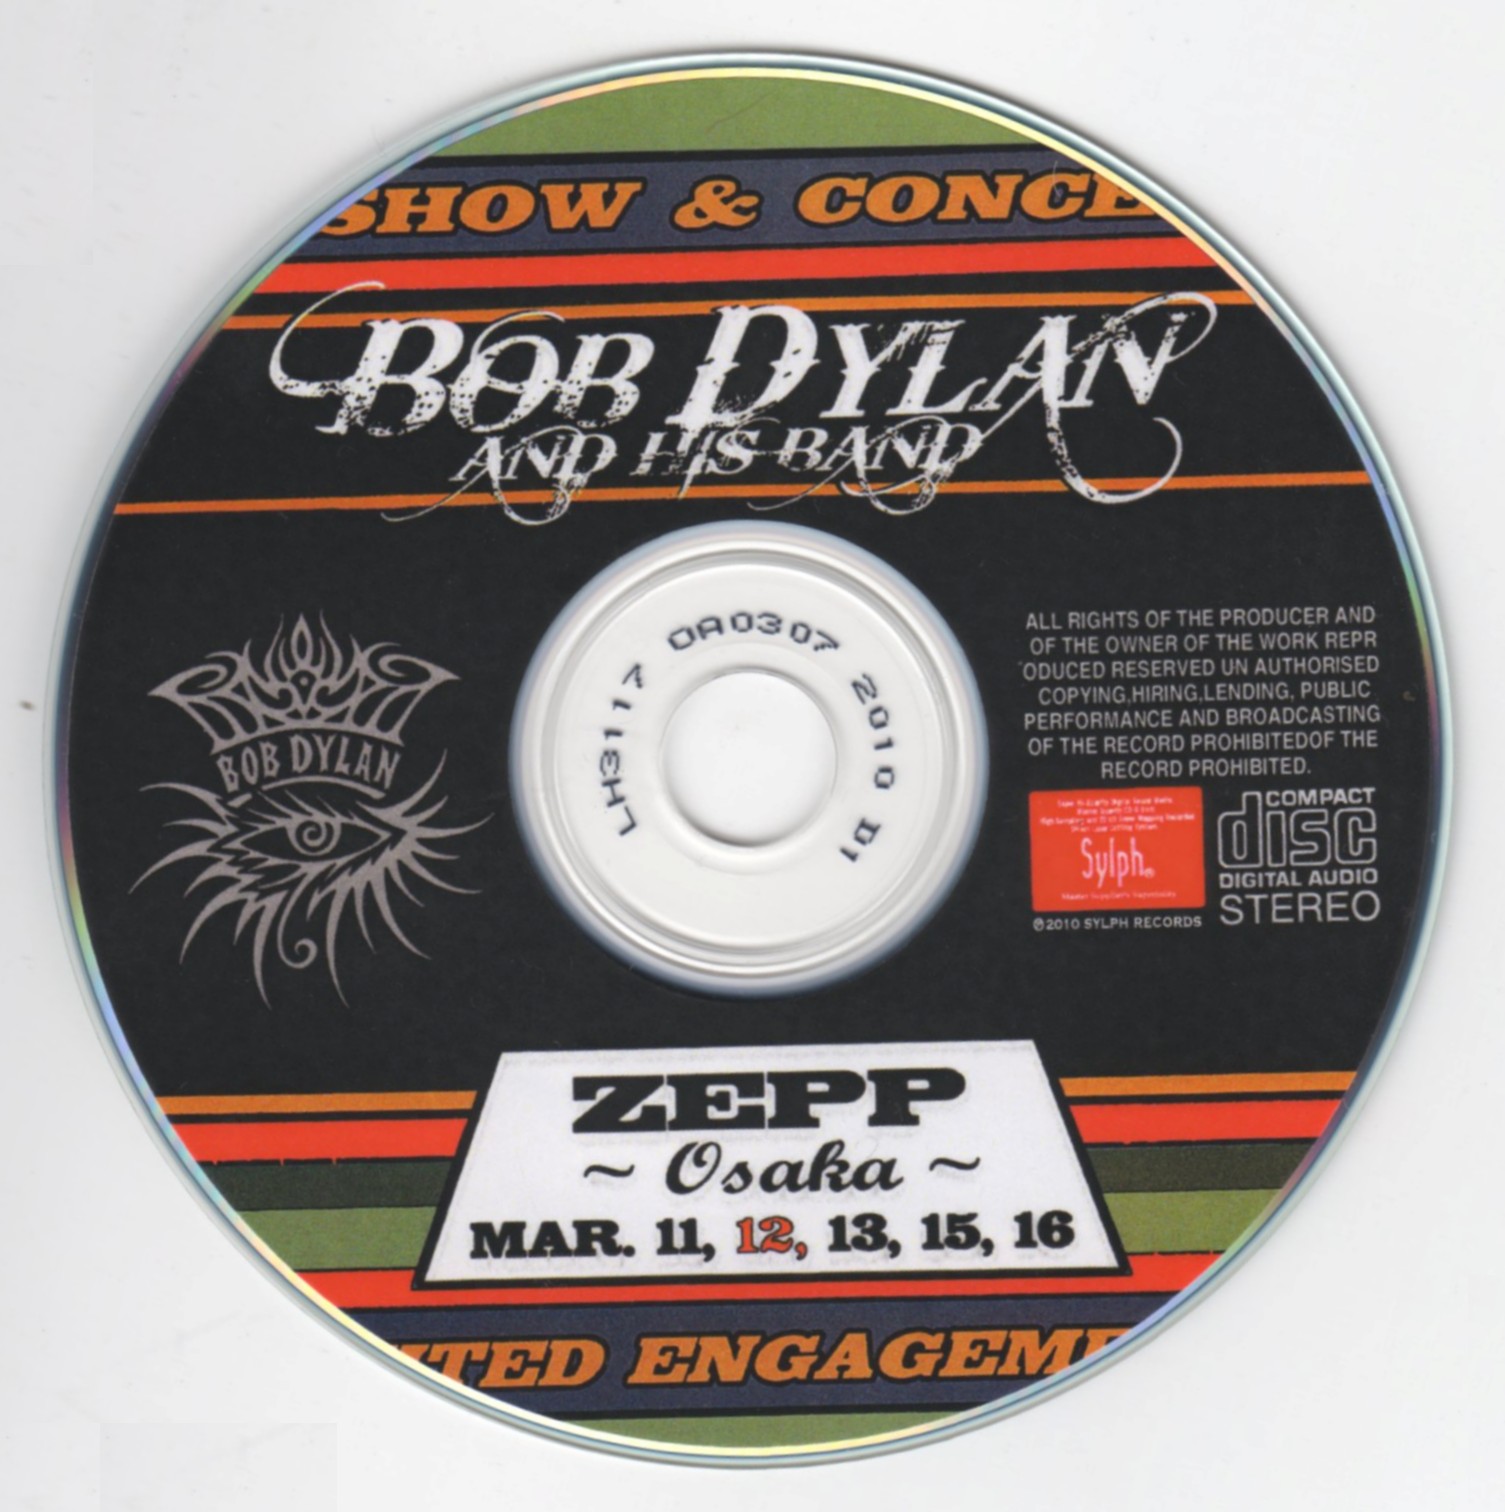 SHOW & CONCE
BOB DYLAN
AND HIS BAND
LH3117 OA0307 2010 D1
BOB DYLAN
ALL RIGHTS OF THE PRODUCER AND
OF THE OWNER OF THE WORK REPR
ODUCED RESERVED UN AUTHORISED
COPYING,HIRING,LENDING, PUBLIC
PERFORMANCE AND BROADCASTING
OF THE RECORD PROHIBITEDOF THE
RECORD PROHIBITED.
Sylph®
℗2010 SYLPH RECORDS
COMPACT
disc
DIGITAL AUDIO
STEREO
ZEPP
~ Osaka ~
MAR. 11, 12, 13, 15, 16
ITED ENGAGEM